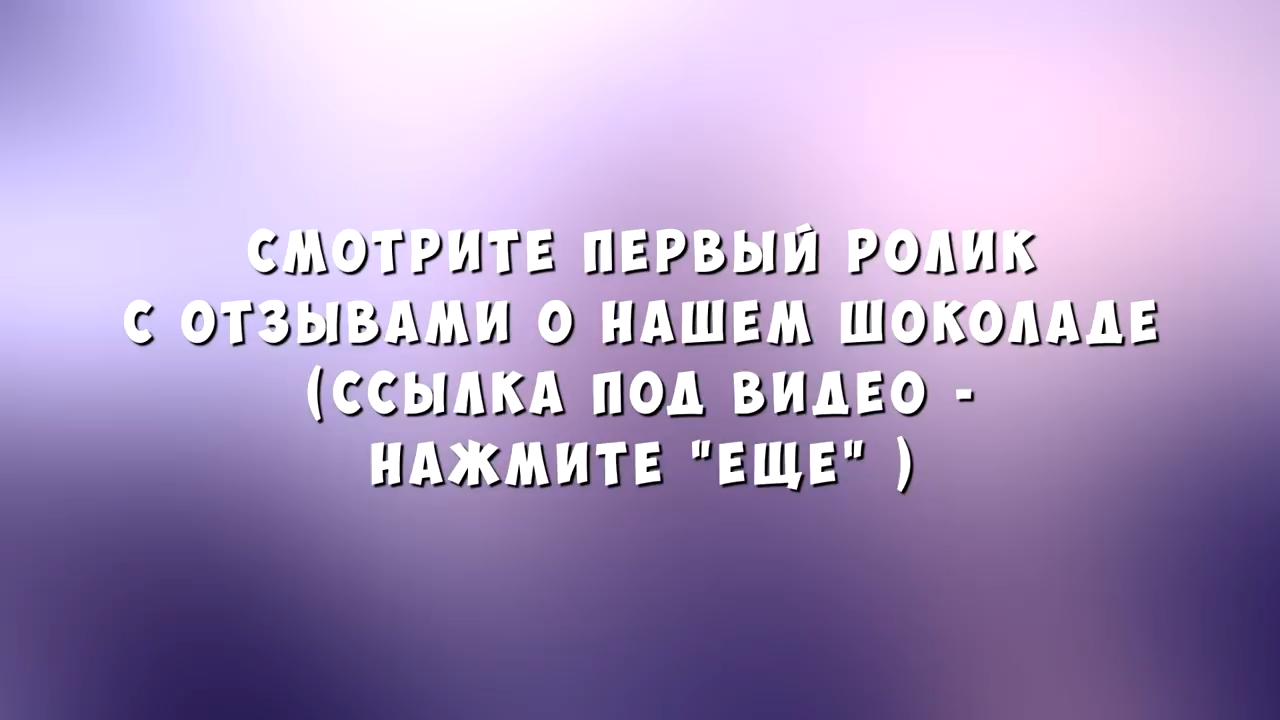 СМОТРИТЕ ПЕРВЫЙ РОЛИК
С ОТЗЫВАМИ О НАШЕМ ШОКОЛАДЕ
(ССЫЛКА ПОД ВИДЕО -
НАЖМИТЕ "ЕЩЕ" )